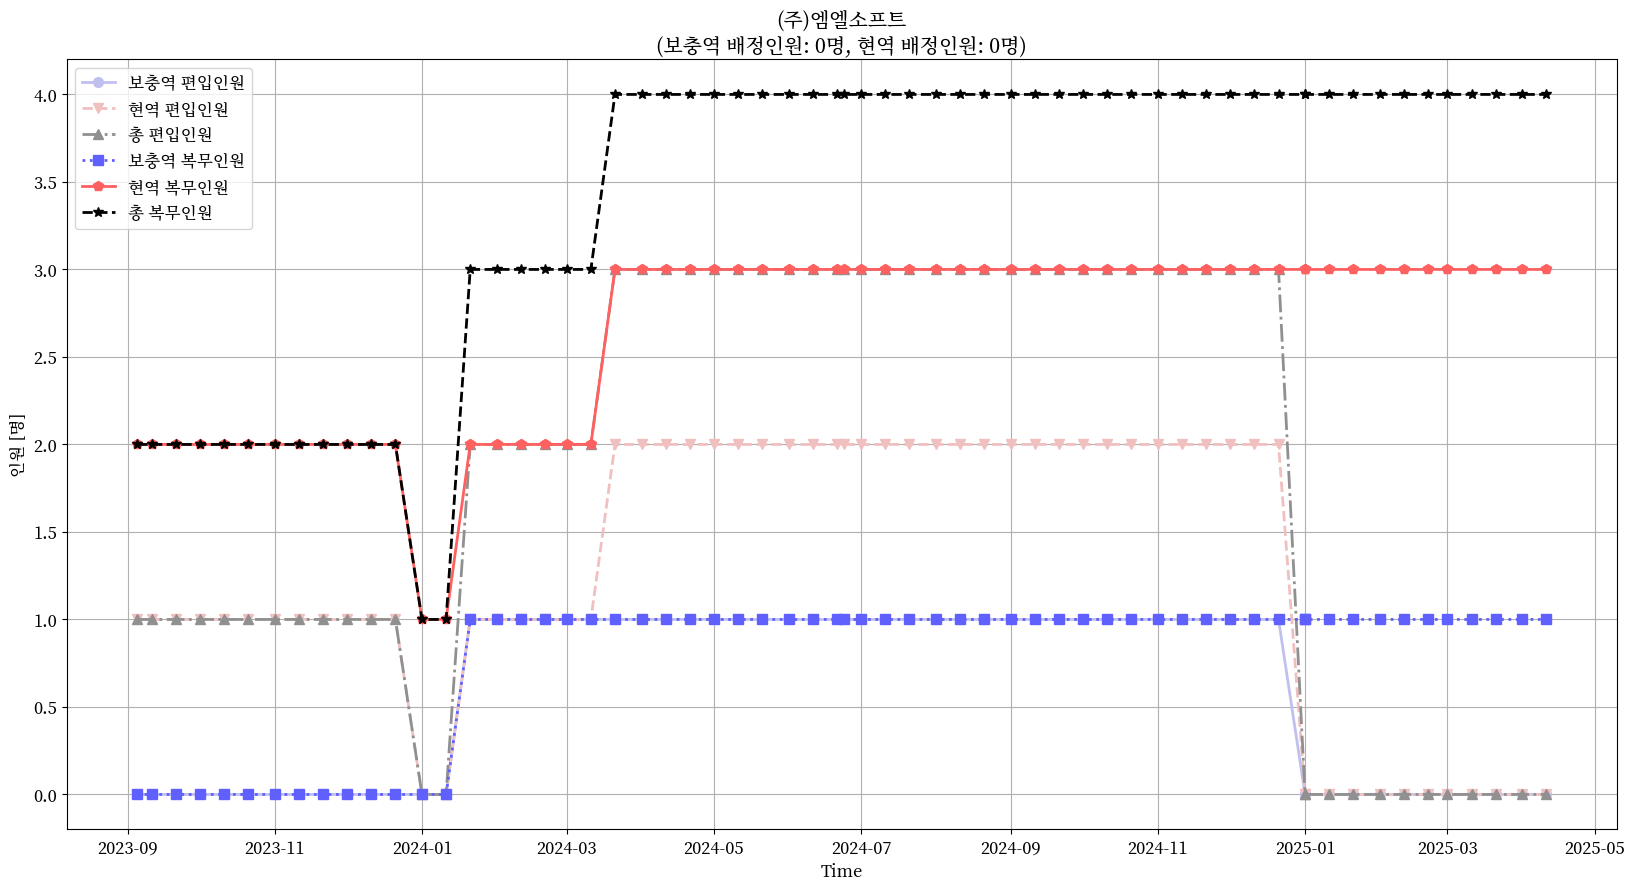 (주)엠엘소프트
(보충역 배정인원: 0명, 현역 배정인원: 0명)
보충역 편입인원
현역 편입인원
총 편입인원
보충역 복무인원
현역 복무인원
총 복무인원
인원 [명]
4.0
3.5
3.0
2.5
2.0
1.5
1.0
0.5
0.0
2023-09 2023-11 2024-01 2024-03 2024-05 2024-07 2024-09 2024-11 2025-01 2025-03 2025-05
Time